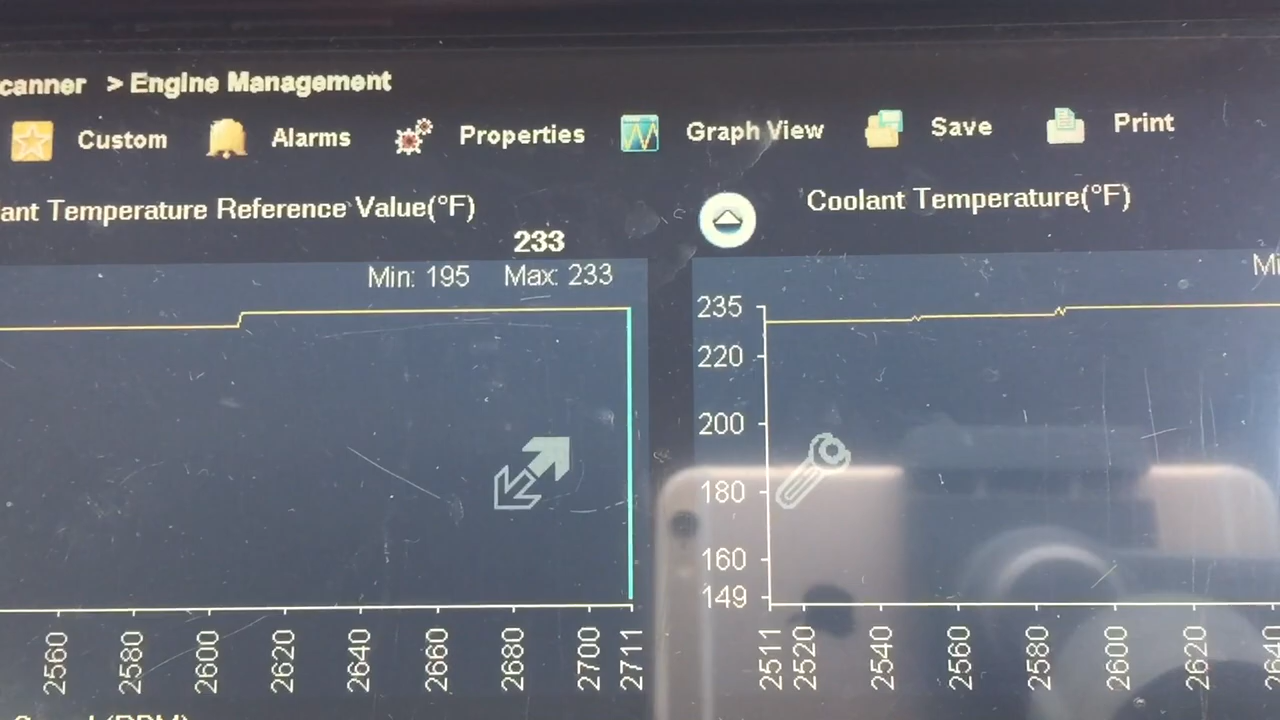 canner > Engine Management
Custom Alarms Properties Graph View Save Print
ant Temperature Reference Value(°F)
233
Min: 195 Max: 233
2560 2580 2600 2620 2640 2660 2680 2700 2711
Coolant Temperature(°F)
Mi
235
220
200
180
160
149
2511 2520 2540 2560 2580 2600 2620 264